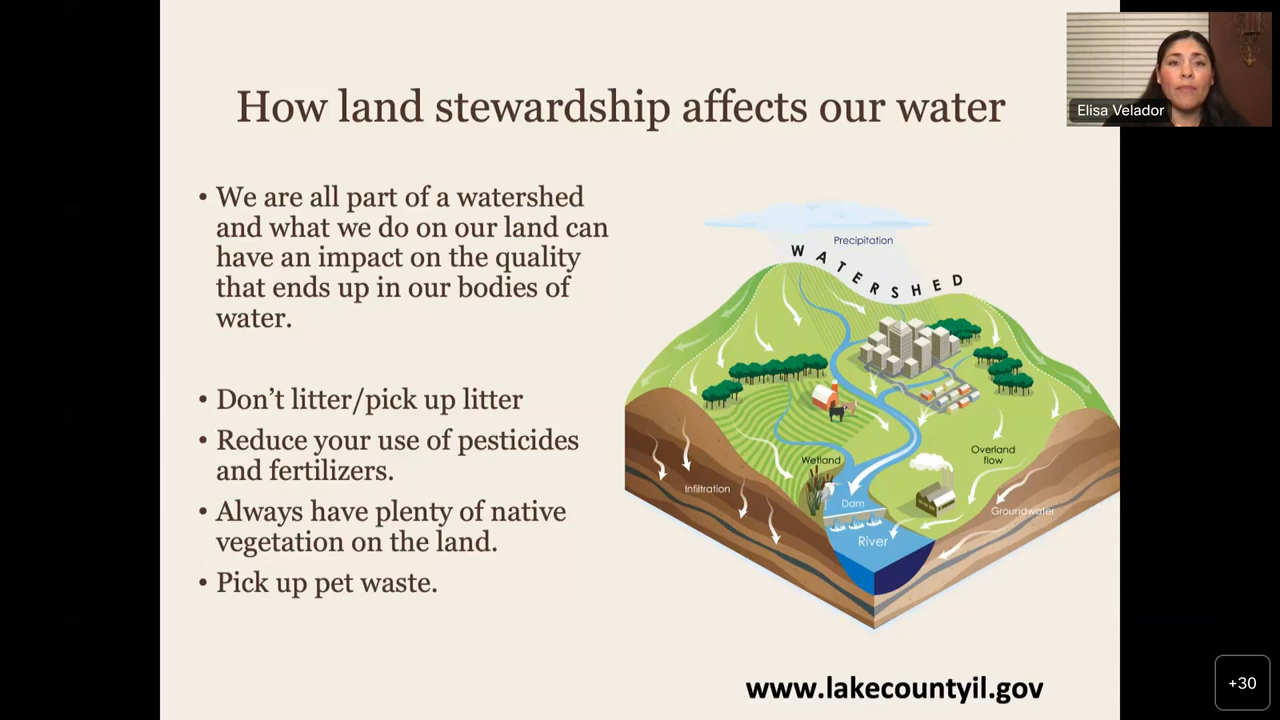 How land stewardship affects our water
Elisa Velador
• We are all part of a watershed
and what we do on our land can
have an impact on the quality
that ends up in our bodies of
water.
• Don’t litter/pick up litter
• Reduce your use of pesticides
and fertilizers.
• Always have plenty of native
vegetation on the land.
• Pick up pet waste.
Precipitation
WATERSHED
Wetland
Overland
flow
Infiltration
Dam
Groundwater
River
www.lakecountyil.gov
+30